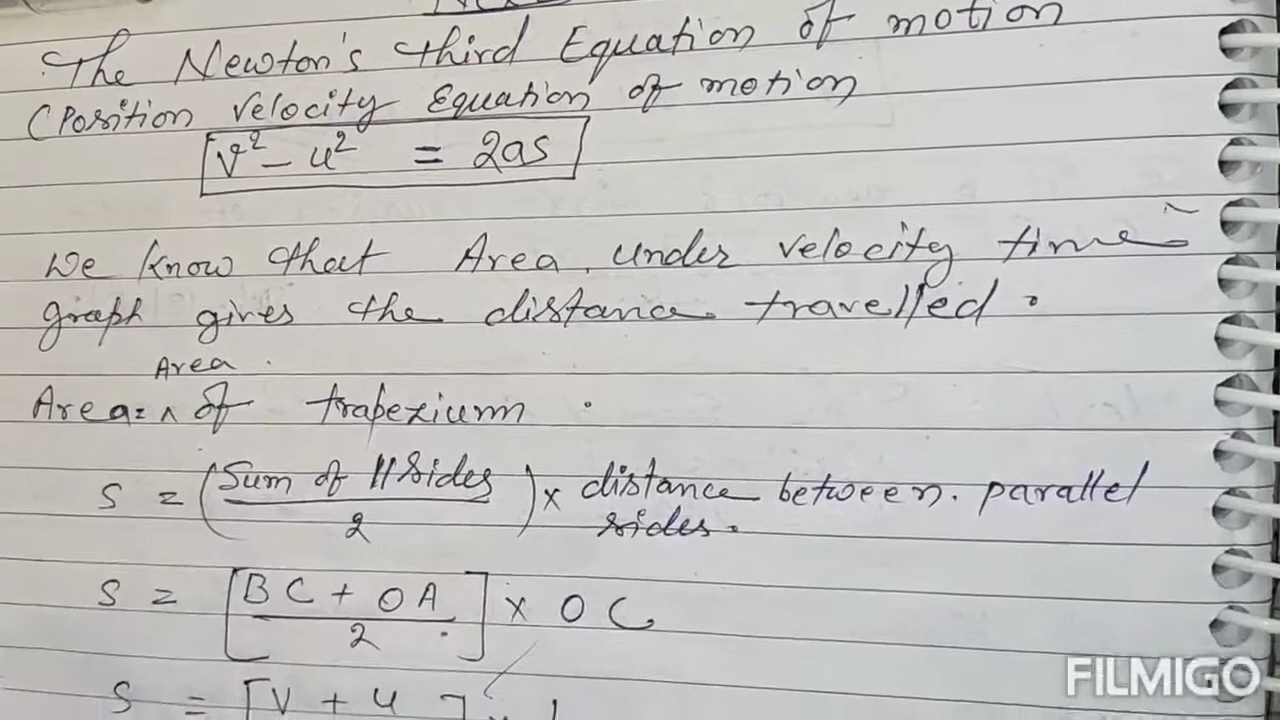 The Newton's third Equation of motion
(Position velocity Equation of motion
v² - u² = 2as
We know that Area under velocity time
graph gives the distance travelled.
Area
Area = ^ of trapezium.
S = (Sum of 11 sides / 2) × distance between parallel
sides.
S = [BC + OA / 2] × OC
S = [V + u ] ×
FILMIGO